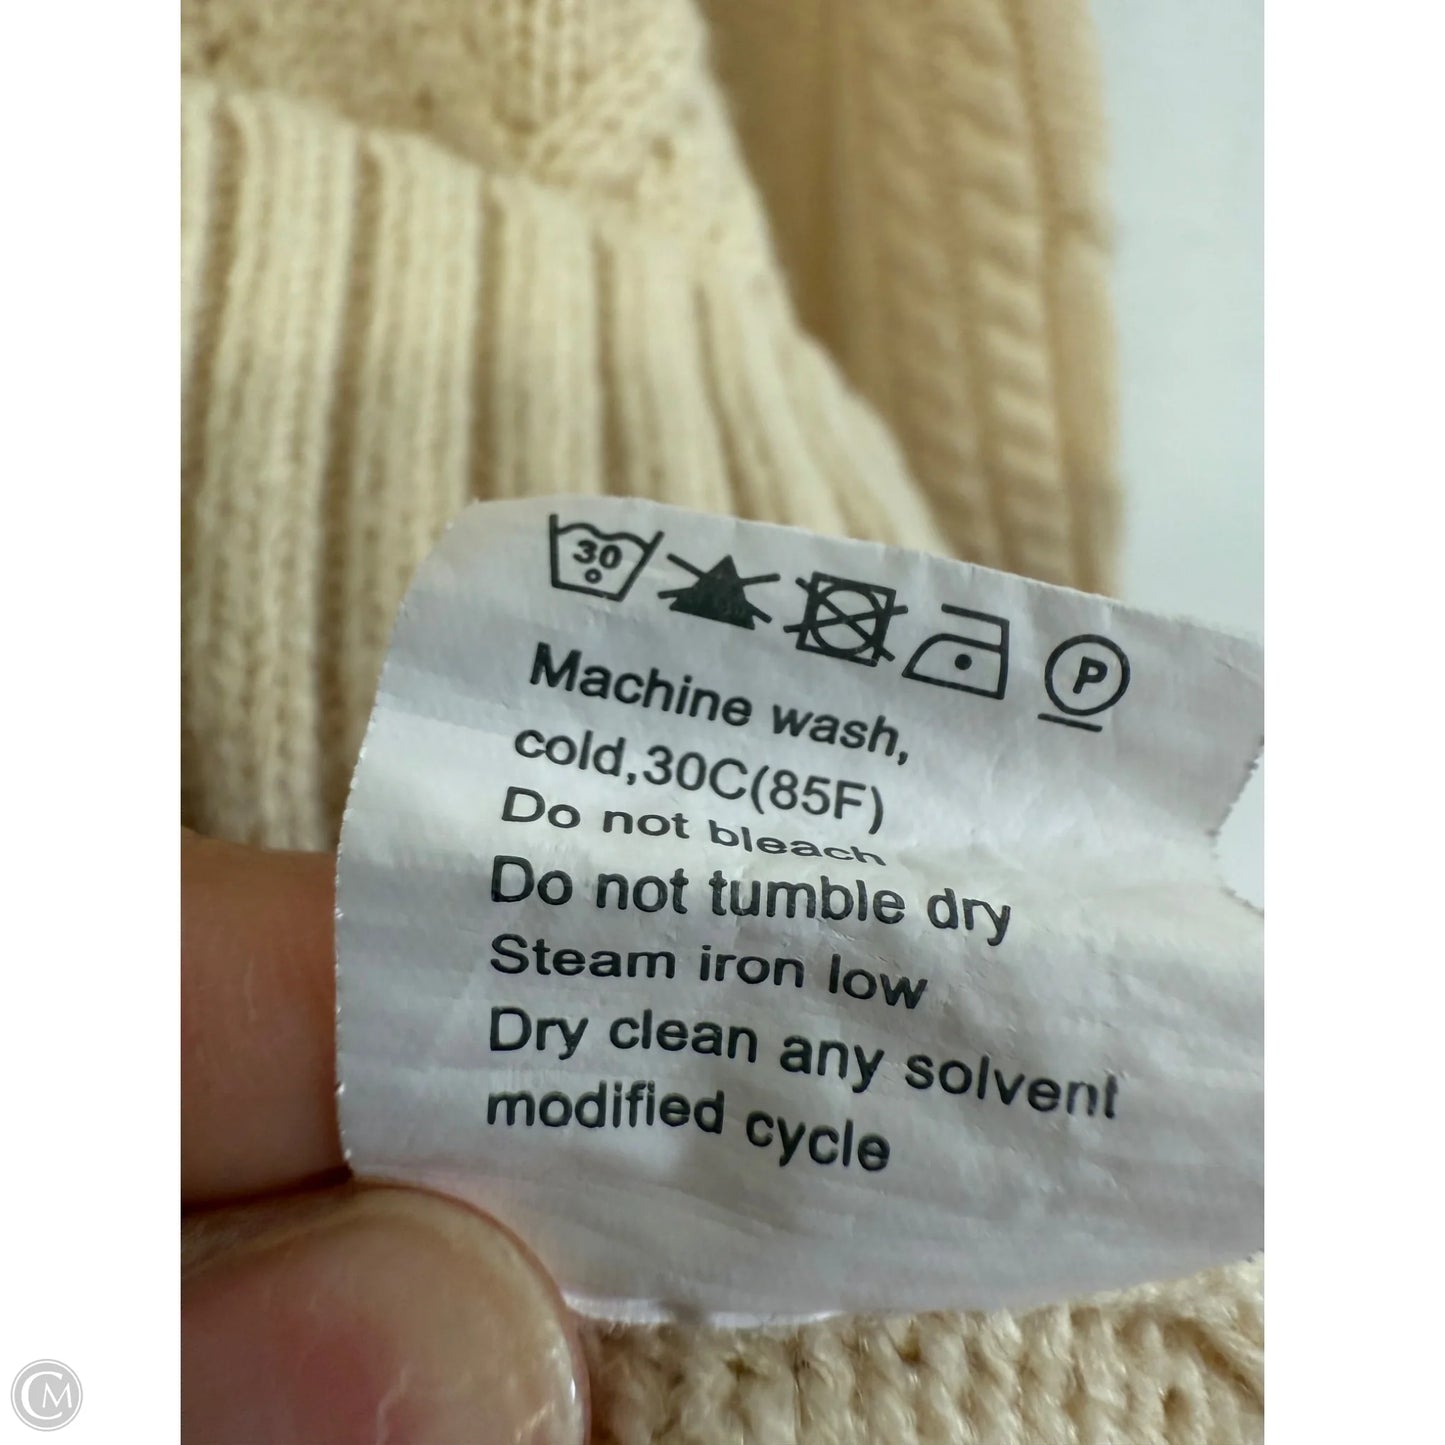 30
P
Machine wash,
cold,30C(85F)
Do not bleach
Do not tumble dry
Steam iron low
Dry clean any solvent
modified cycle
CM